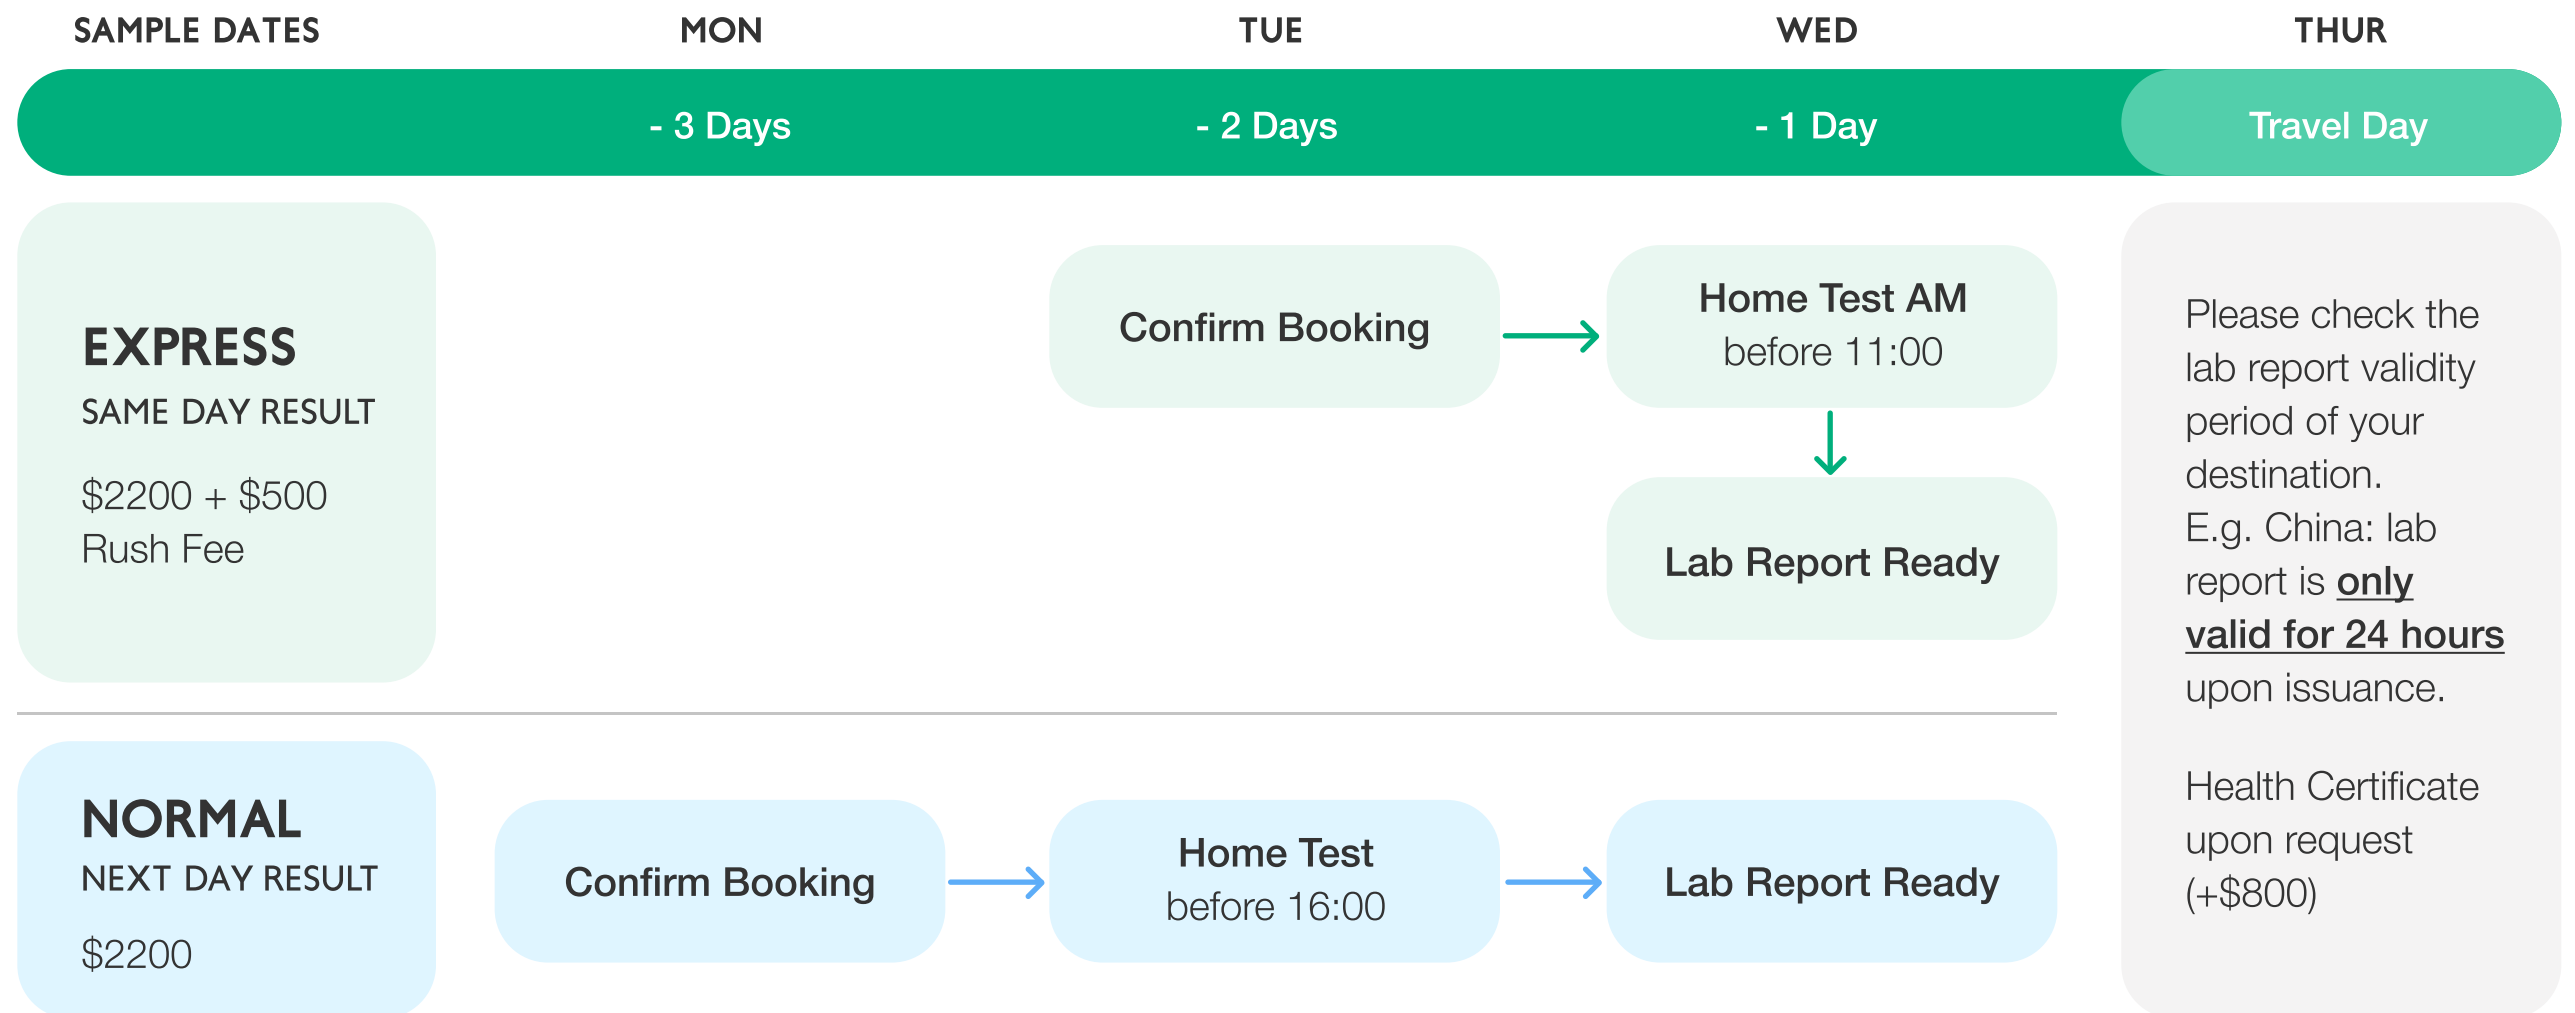 SAMPLE DATES MON TUE WED THUR
- 3 Days - 2 Days - 1 Day Travel Day
EXPRESS
SAME DAY RESULT
$2200 + $500
Rush Fee
Confirm Booking
Home Test AM
before 11:00
Lab Report Ready
NORMAL
NEXT DAY RESULT
$2200
Confirm Booking
Home Test
before 16:00
Lab Report Ready
Please check the
lab report validity
period of your
destination.
E.g. China: lab
report is only
valid for 24 hours
upon issuance.
Health Certificate
upon request
(+$800)